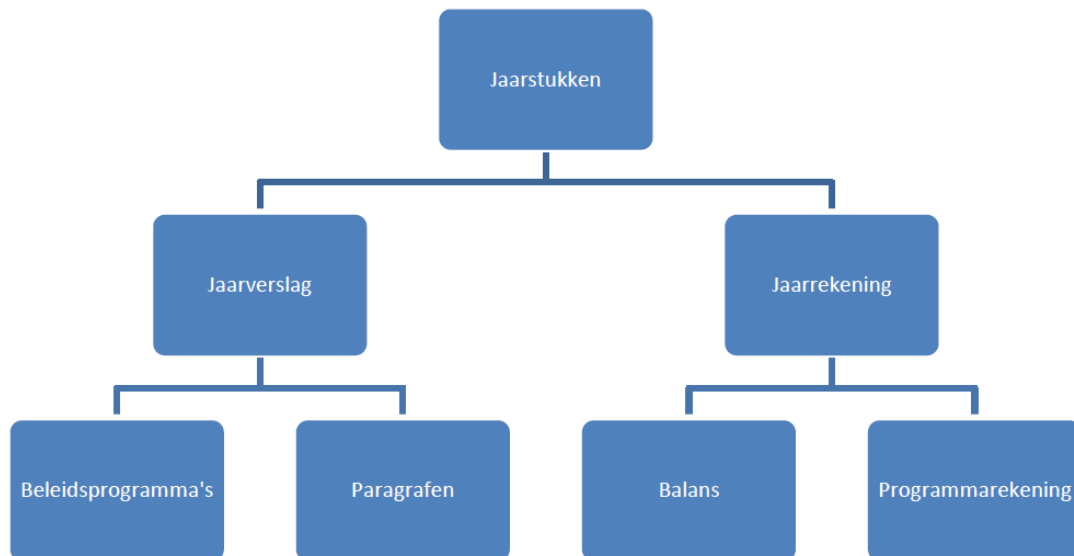 Jaarstukken
Jaarverslag
Jaarrekening
Beleidsprogramma's
Paragrafen
Balans
Programmarekening